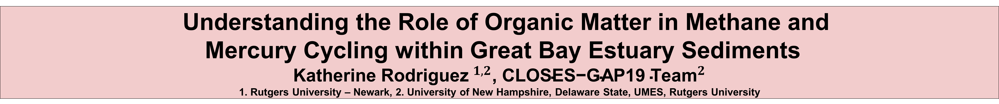 Understanding the Role of Organic Matter in Methane and
Mercury Cycling within Great Bay Estuary Sediments
Katherine Rodriguez 1,2, CLOSES−GAP19 Team2
1. Rutgers University – Newark, 2. University of New Hampshire, Delaware State, UMES, Rutgers University